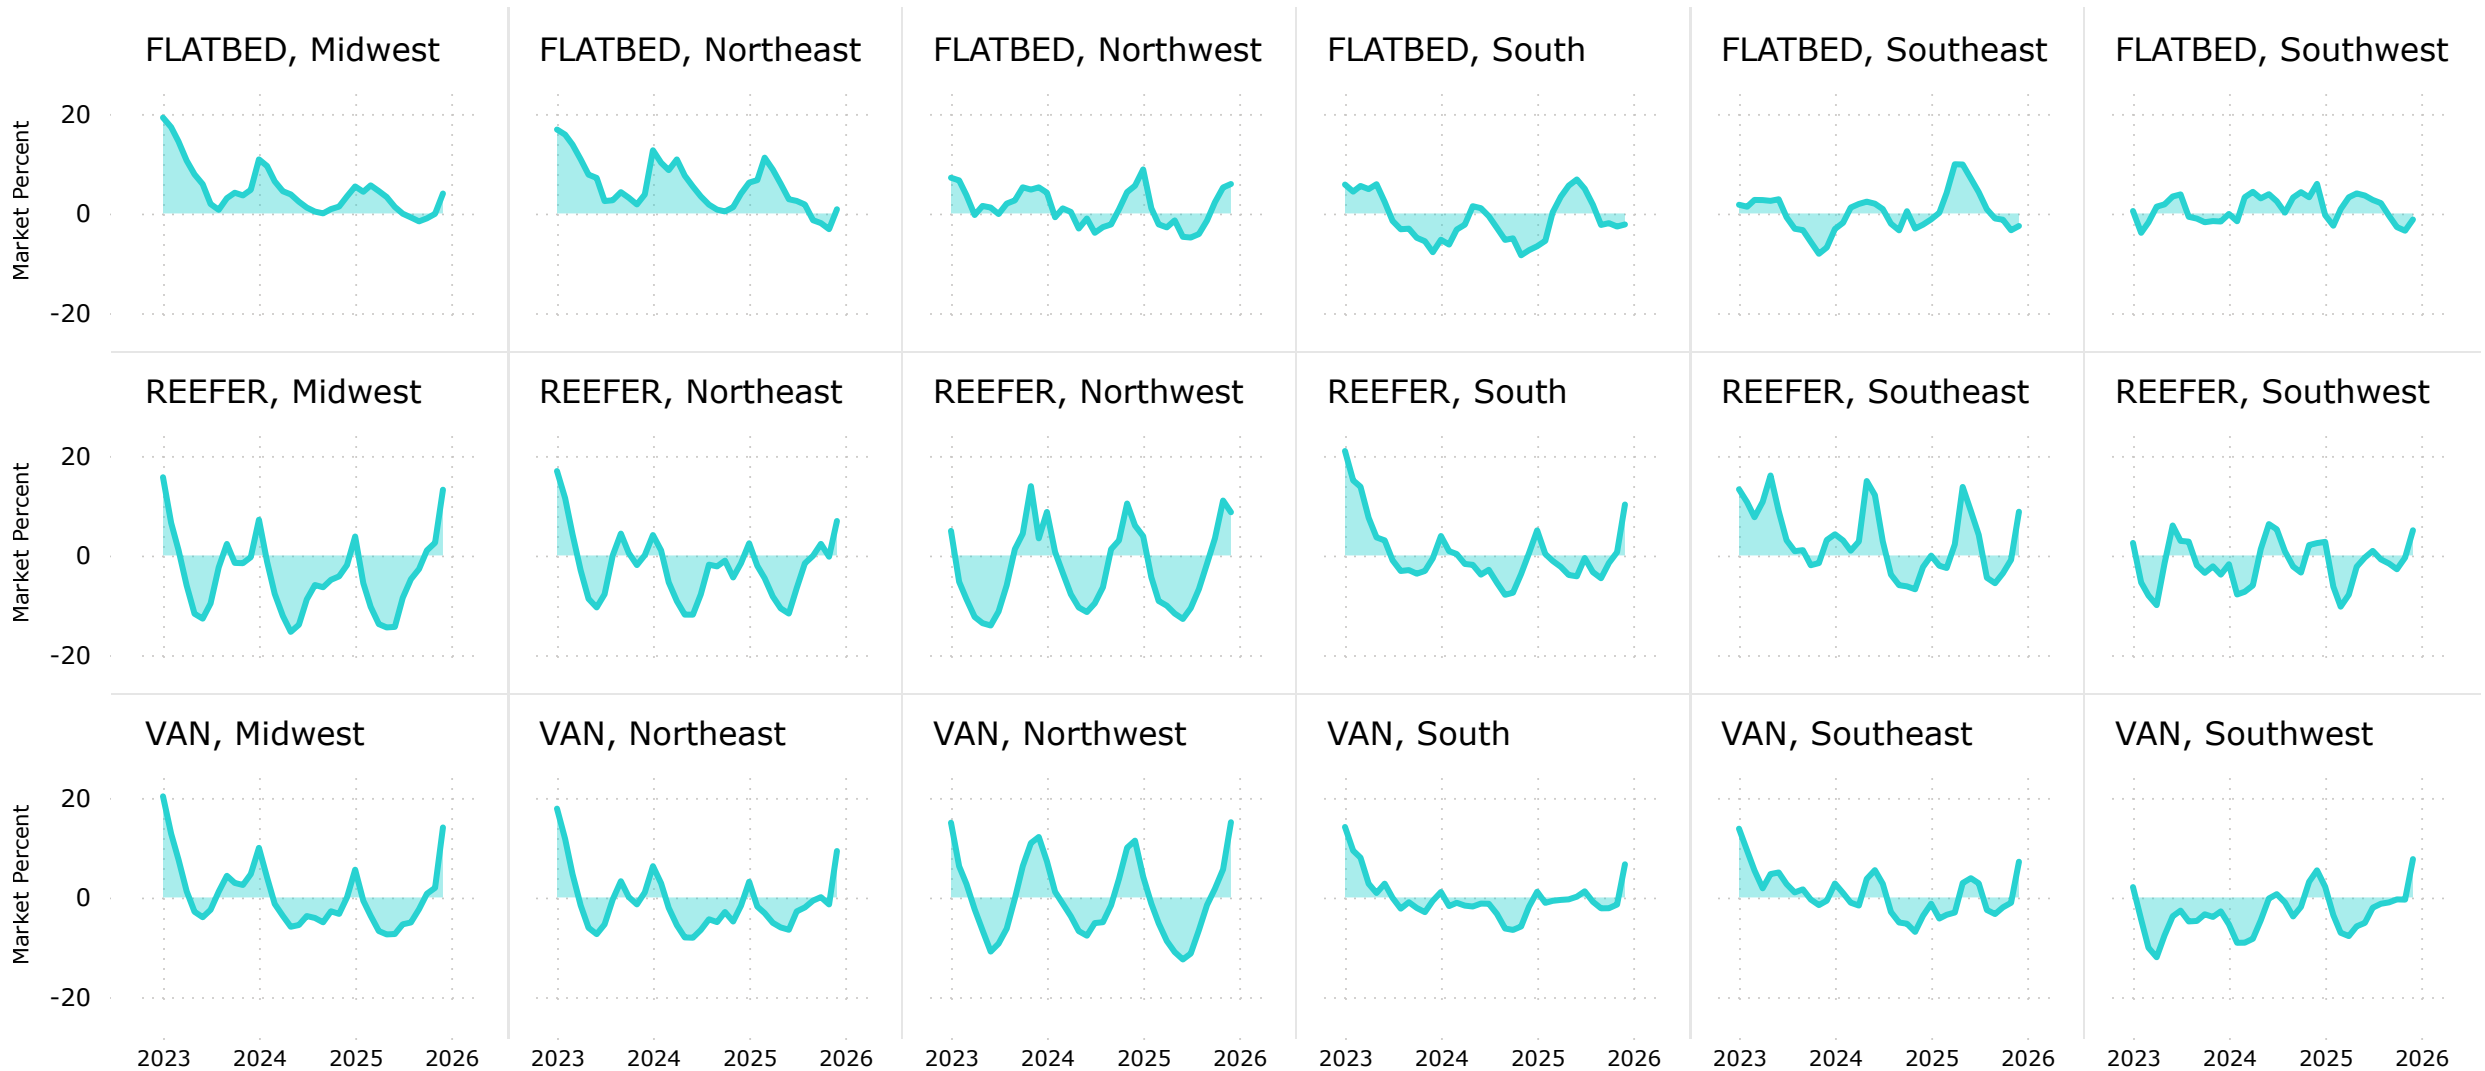 FLATBED, Midwest
FLATBED, Northeast
FLATBED, Northwest
FLATBED, South
FLATBED, Southeast
FLATBED, Southwest
Market Percent
20
0
-20
REEFER, Midwest
REEFER, Northeast
REEFER, Northwest
REEFER, South
REEFER, Southeast
REEFER, Southwest
Market Percent
20
0
-20
VAN, Midwest
VAN, Northeast
VAN, Northwest
VAN, South
VAN, Southeast
VAN, Southwest
Market Percent
20
0
-20
2023 2024 2025 2026
2023 2024 2025 2026
2023 2024 2025 2026
2023 2024 2025 2026
2023 2024 2025 2026
2023 2024 2025 2026